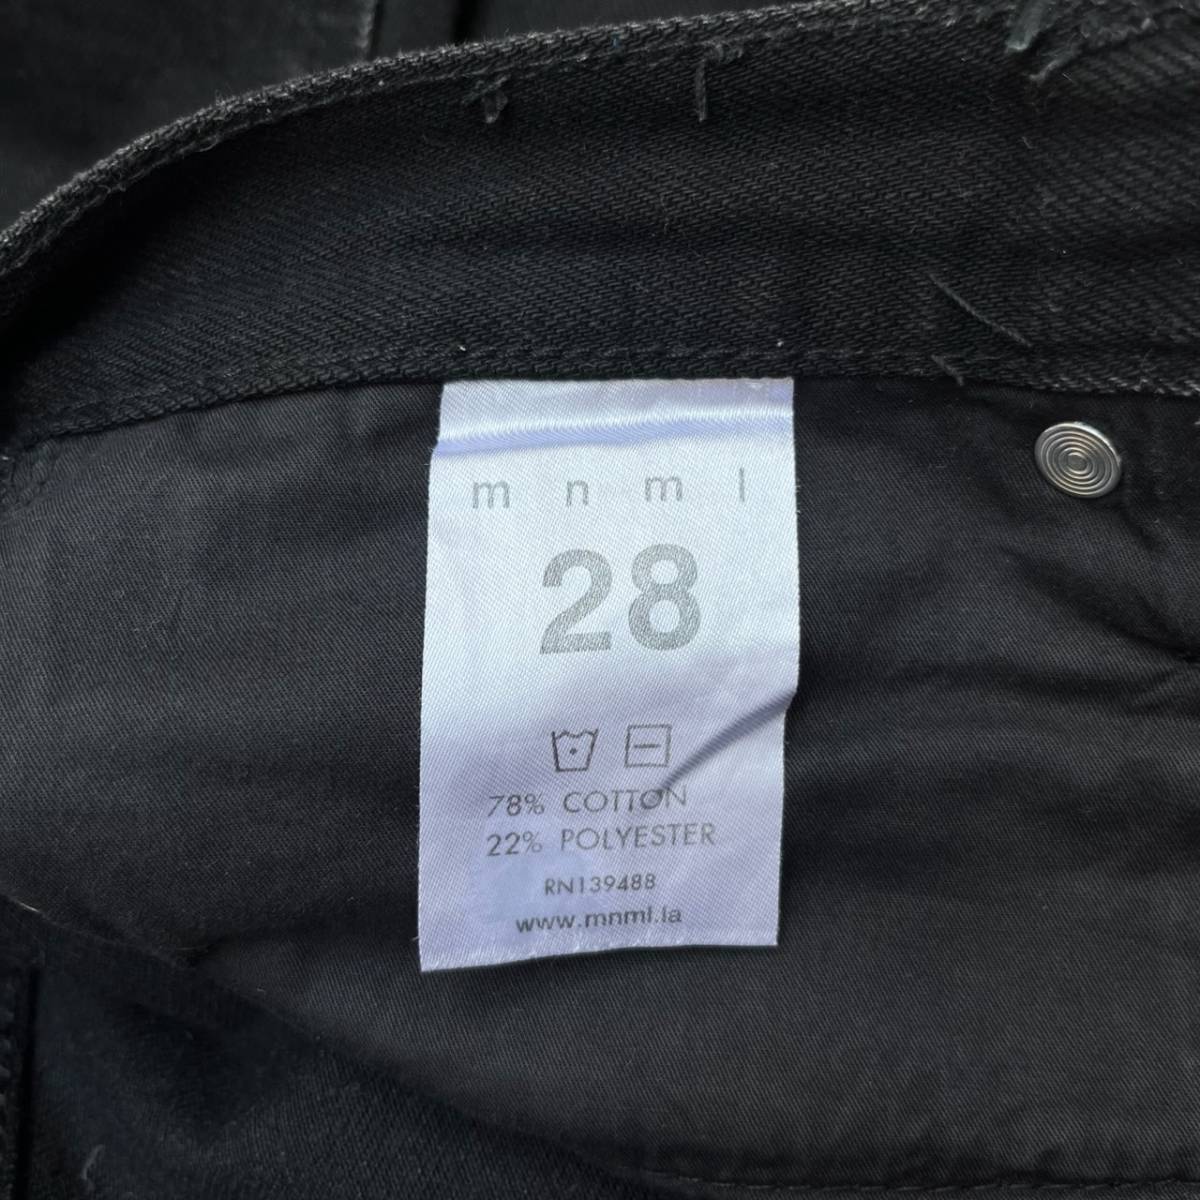 m n m l
28
78% COTTON
22% POLYESTER
RN139488
www.mnml.la